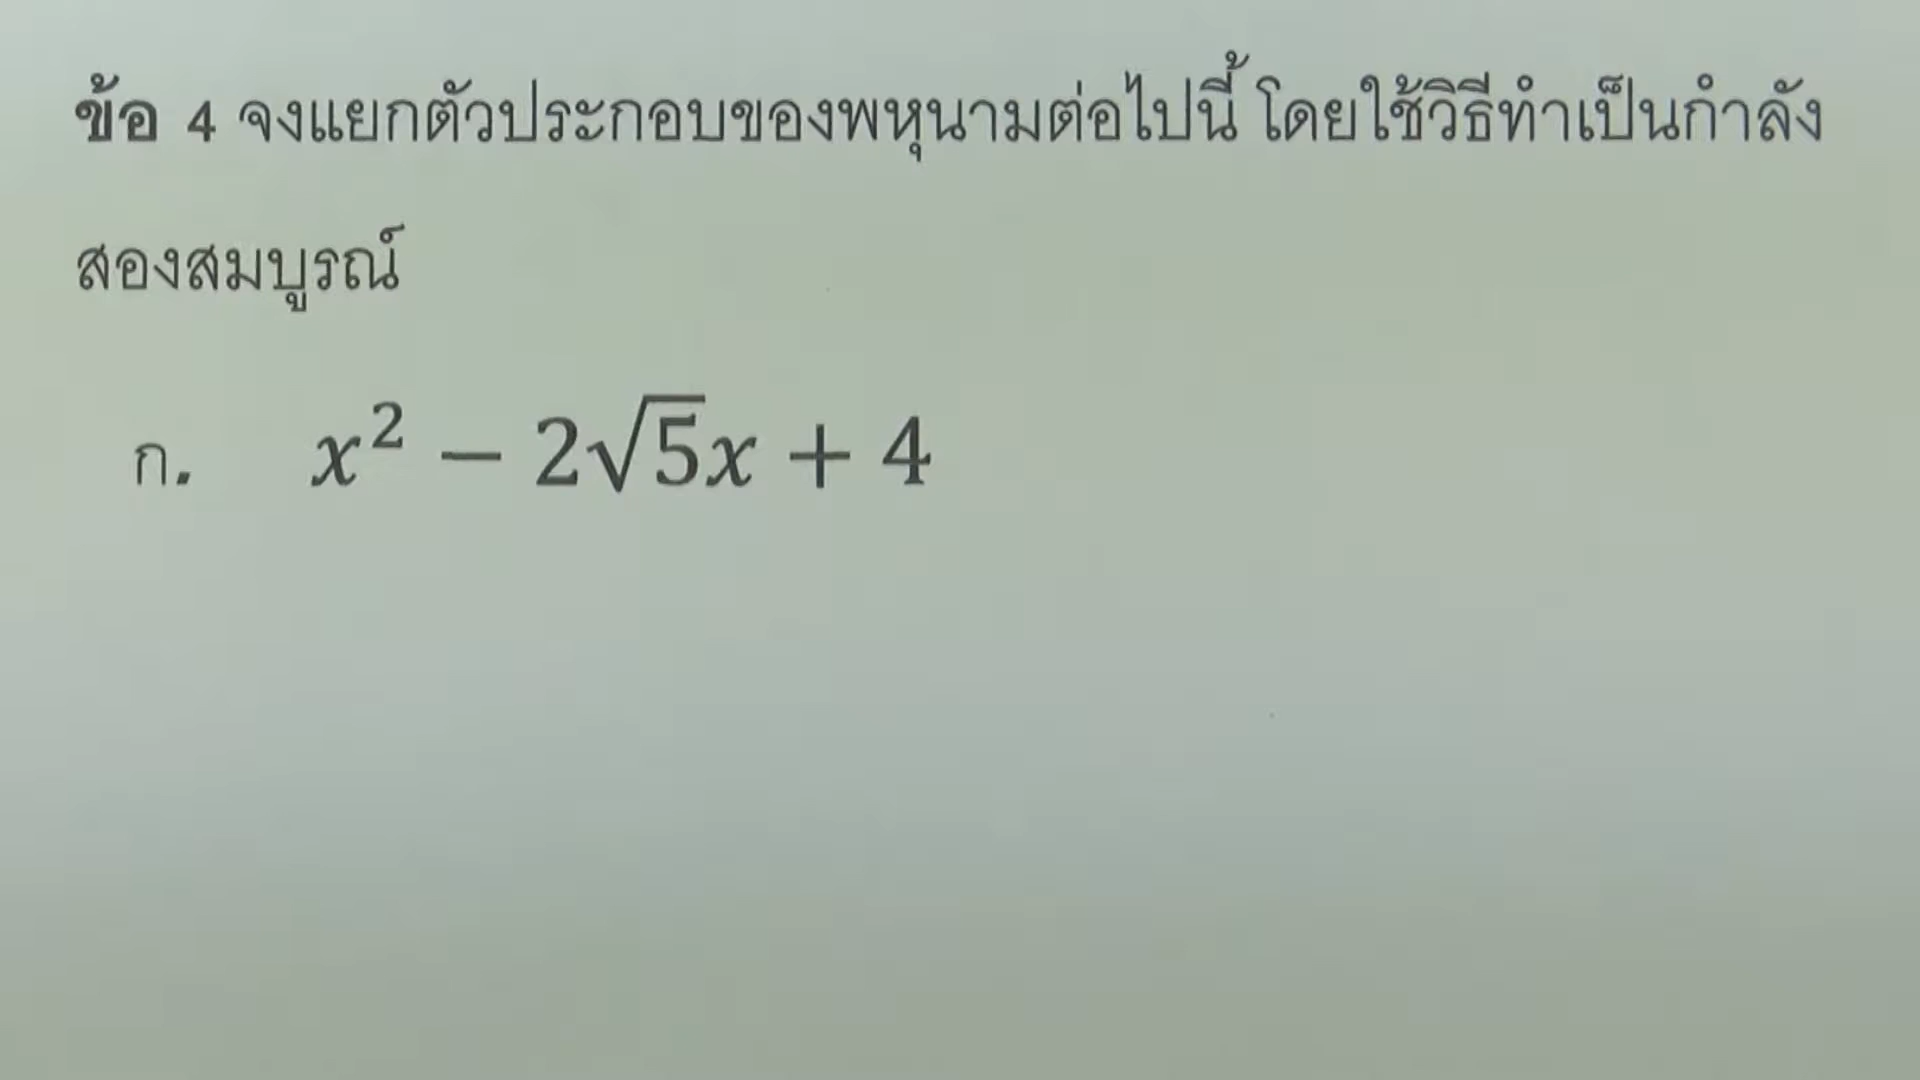 ข้อ 4 จงแยกตัวประกอบของพหุนามต่อไปนี้ โดยใช้วิธีทำเป็นกำลัง
สองสมบูรณ์
ก. x² − 2√5x + 4